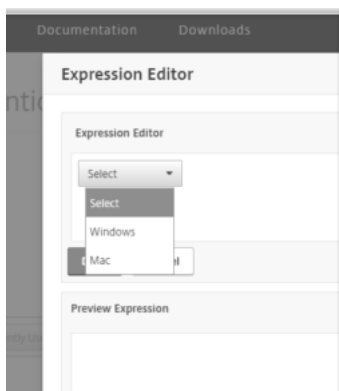 Documentation Downloads
Expression Editor
Expression Editor
Select
Select
Windows
Mac
Preview Expression